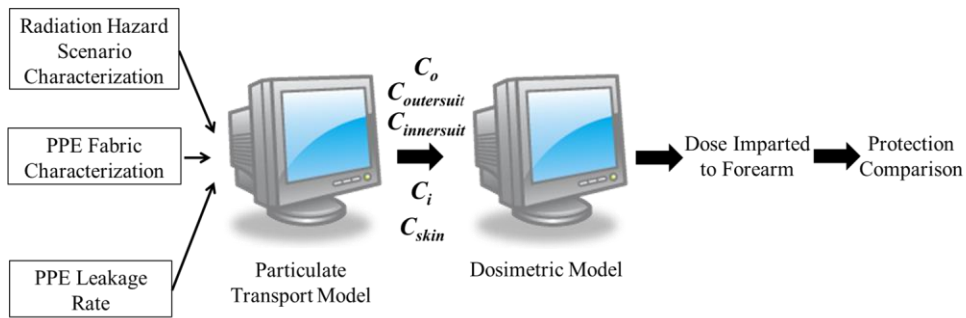 Radiation Hazard
Scenario
Characterization
PPE Fabric
Characterization
PPE Leakage
Rate
Particulate
Transport Model
Co
Coutersuit
Cinnersuit
Ci
Cskin
Dosimetric Model
Dose Imparted
to Forearm
Protection
Comparison